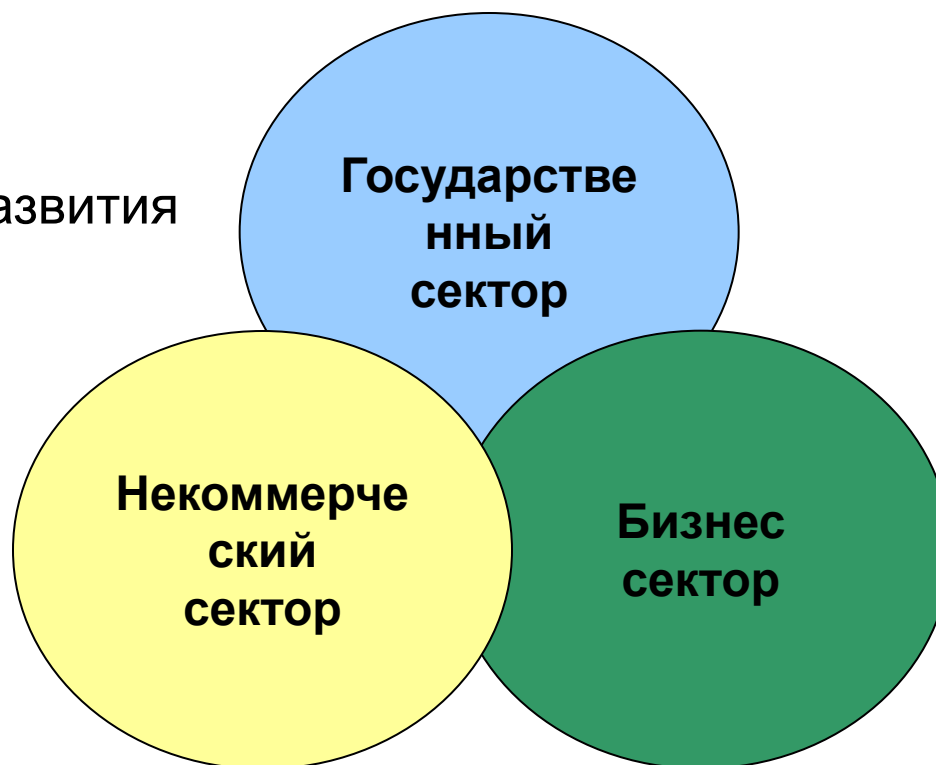 Государстве
нный
сектор
азвития
Некоммерче
ский
сектор
Бизнес
сектор